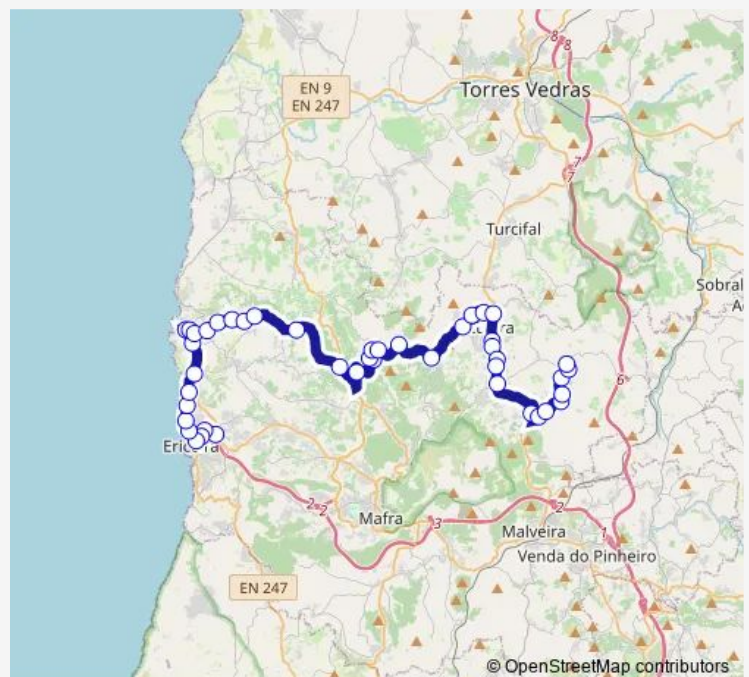 8
8
EN 9
EN 247
Torres Vedras
7
7
Turcifal
Sobral
A
6
Mafra
2
2
3
2
1
Malveira
Venda do Pinheiro
EN 247
© OpenStreetMap contributors